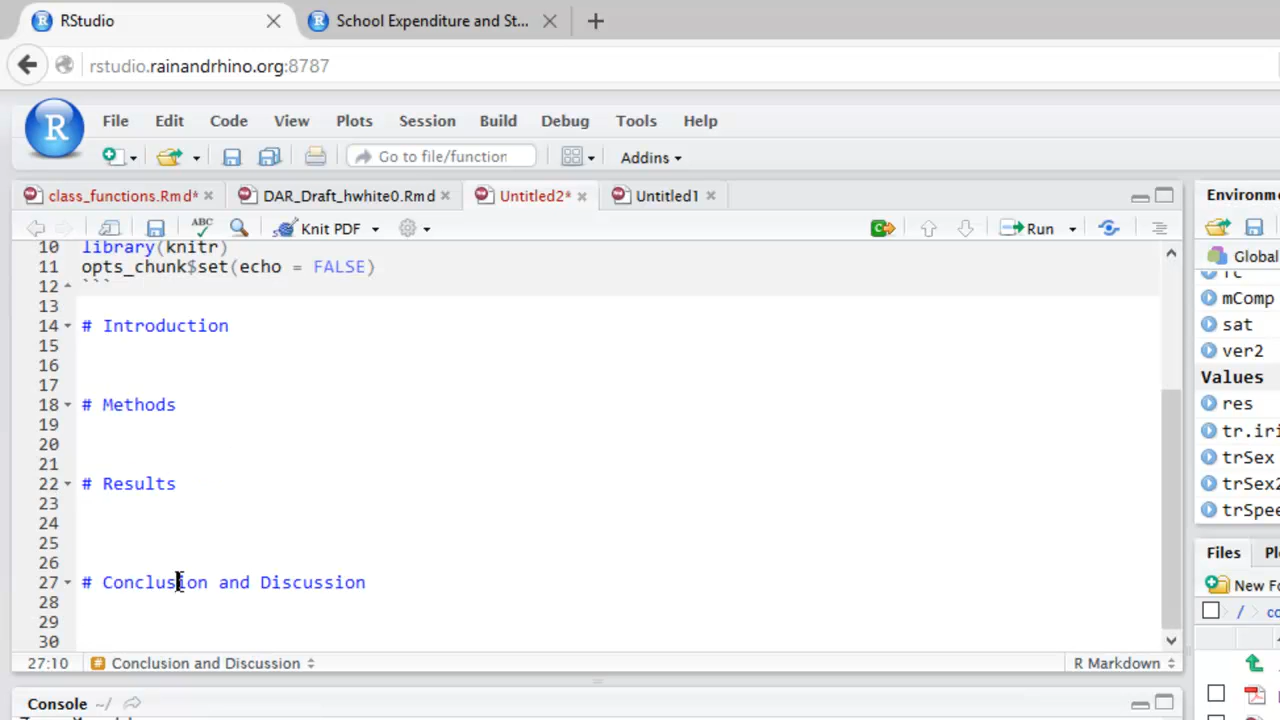 RStudio
School Expenditure and St...
rstudio.rainandrhino.org:8787
R
File Edit Code View Plots Session Build Debug Tools Help
Go to file/function Addins
class_functions.Rmd* DAR_Draft_hwhite0.Rmd Untitled2* Untitled1
ABC Knit PDF Run
10 library(knitr)
11 opts_chunk$set(echo = FALSE)
12 ```
13
14 # Introduction
15
16
17
18 # Methods
19
20
21
22 # Results
23
24
25
26
27 # Conclusion and Discussion
28
29
30
27:10 # Conclusion and Discussion R Markdown
Console ~/
Environm
Global
mComp
sat
ver2
Values
res
tr.iri
trSex
trSex2
trSpee
Files Pl
New Fo
/ co